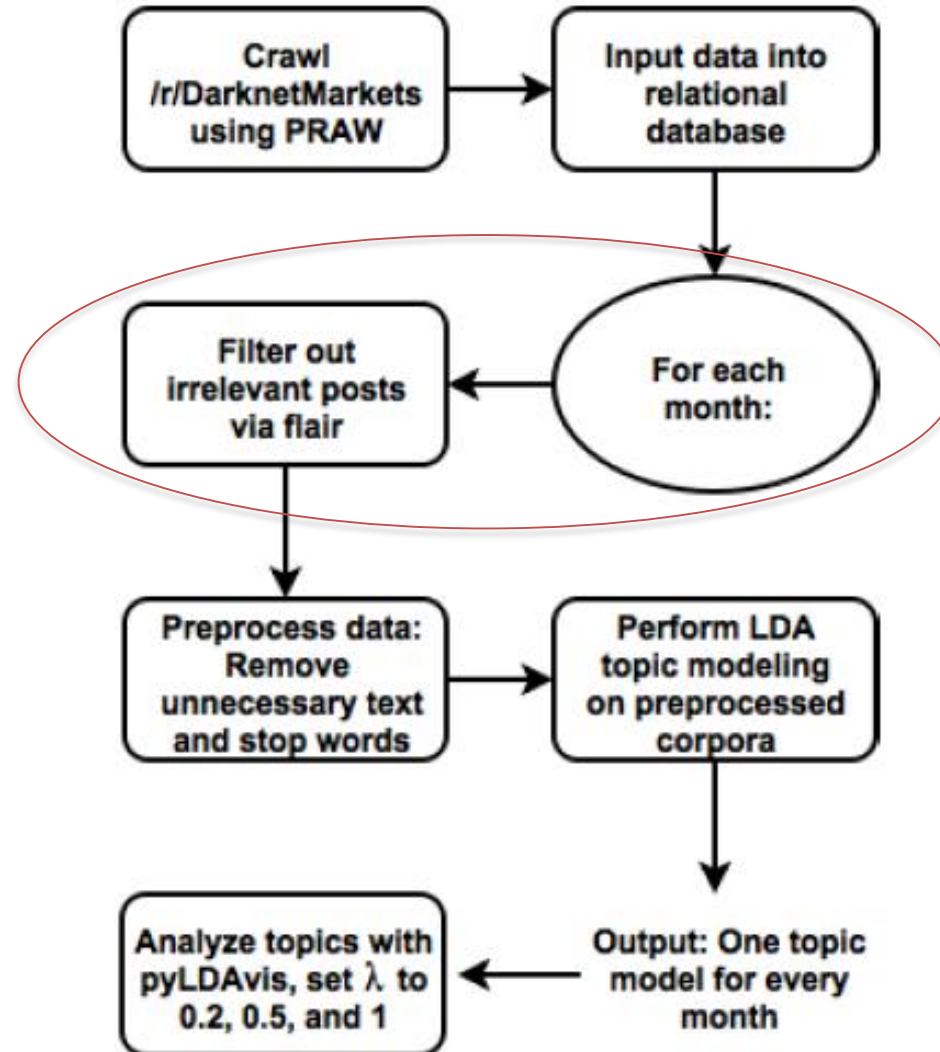 Crawl
/r/DarknetMarkets
using PRAW
Input data into
relational
database
For each
month:
Filter out
irrelevant posts
via flair
Preprocess data:
Remove
unnecessary text
and stop words
Perform LDA
topic modeling
on preprocessed
corpora
Output: One topic
model for every
month
Analyze topics with
pyLDAvis, set λ to
0.2, 0.5, and 1